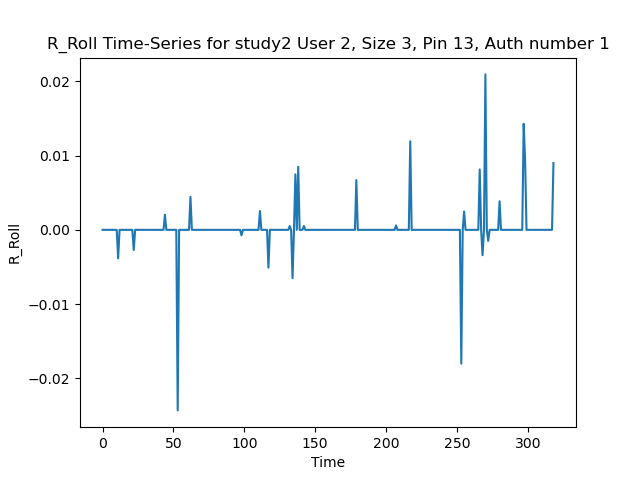 R_Roll Time-Series for study2 User 2, Size 3, Pin 13, Auth number 1
0.02
0.01
0.00
−0.01
−0.02
R_Roll
0 50 100 150 200 250 300
Time